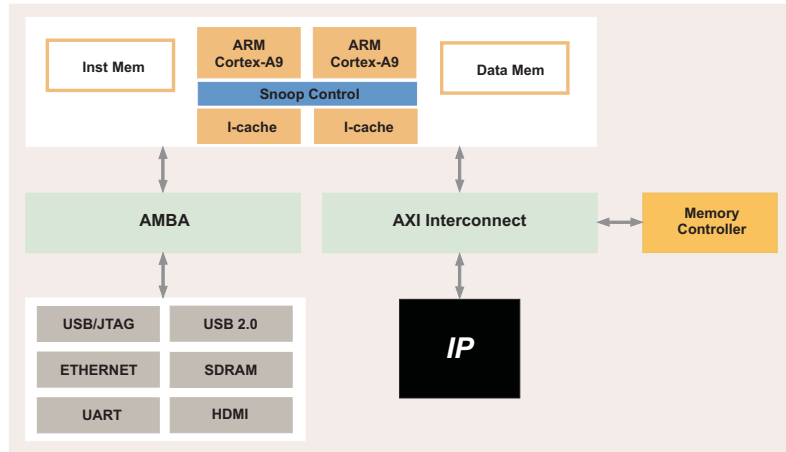 Inst Mem
ARM
Cortex-A9
ARM
Cortex-A9
Data Mem
Snoop Control
I-cache
I-cache
AMBA
AXI Interconnect
Memory
Controller
USB/JTAG
USB 2.0
ETHERNET
SDRAM
UART
HDMI
IP